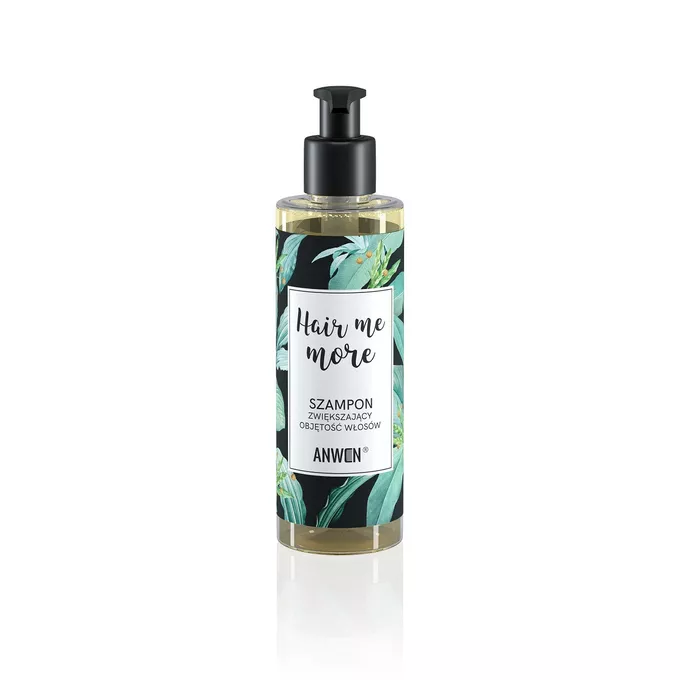 Hair me
more
SZAMPON
ZWIĘKSZAJĄCY
OBJĘTOŚĆ WŁOSÓW
ANWEN®